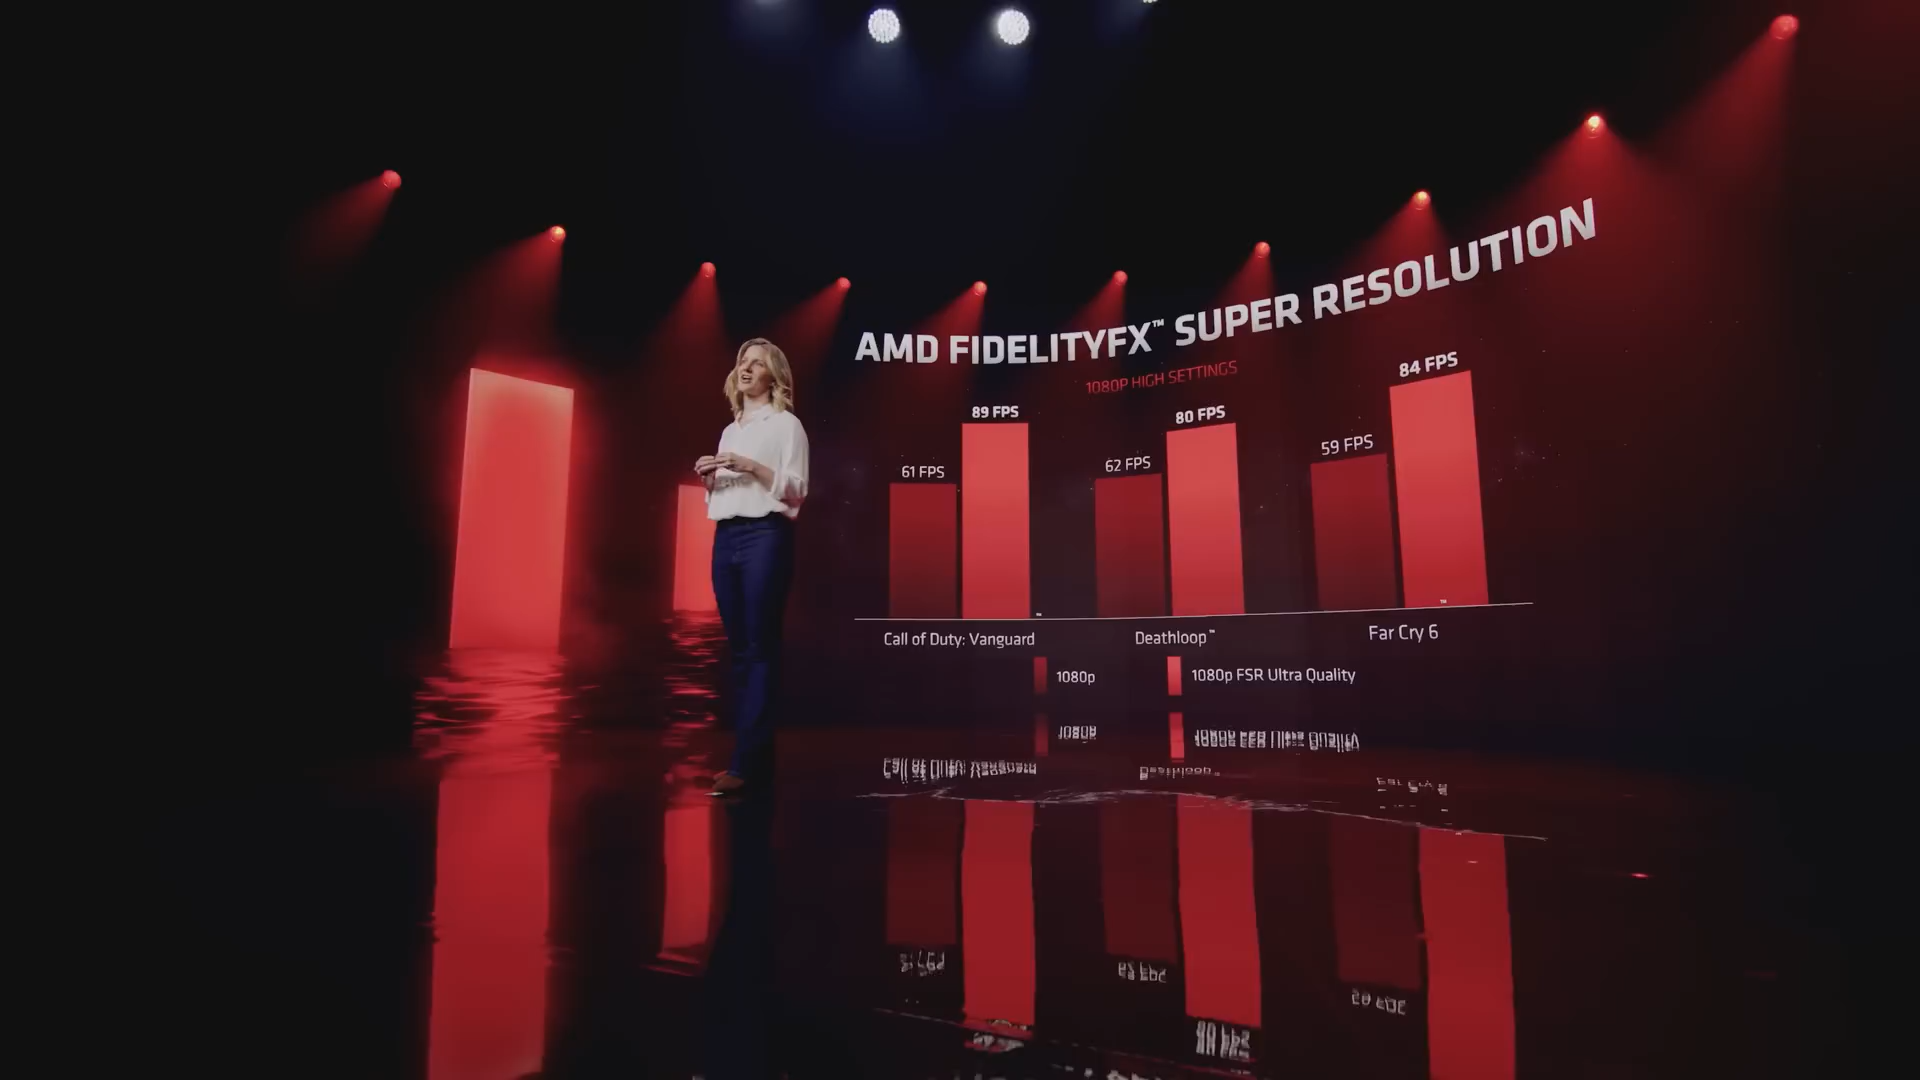 AMD FIDELITYFX™ SUPER RESOLUTION
1080P HIGH SETTINGS
61 FPS
89 FPS
62 FPS
80 FPS
59 FPS
84 FPS
Call of Duty: Vanguard
Deathloop™
Far Cry 6
1080p
1080p FSR Ultra Quality